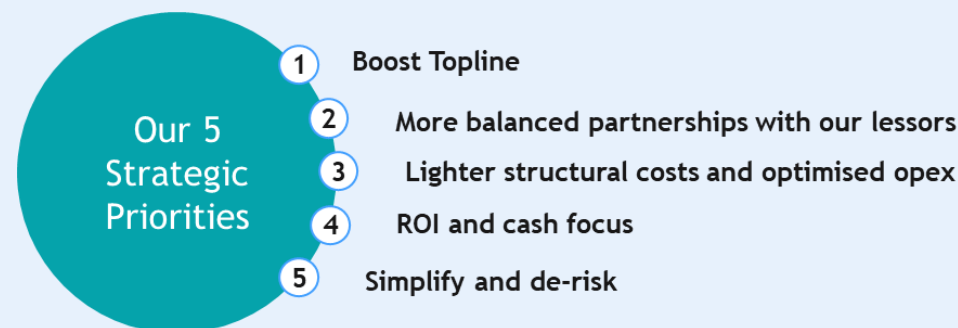 Our 5
Strategic
Priorities
1 Boost Topline
2 More balanced partnerships with our lessors
3 Lighter structural costs and optimised opex
4 ROI and cash focus
5 Simplify and de-risk